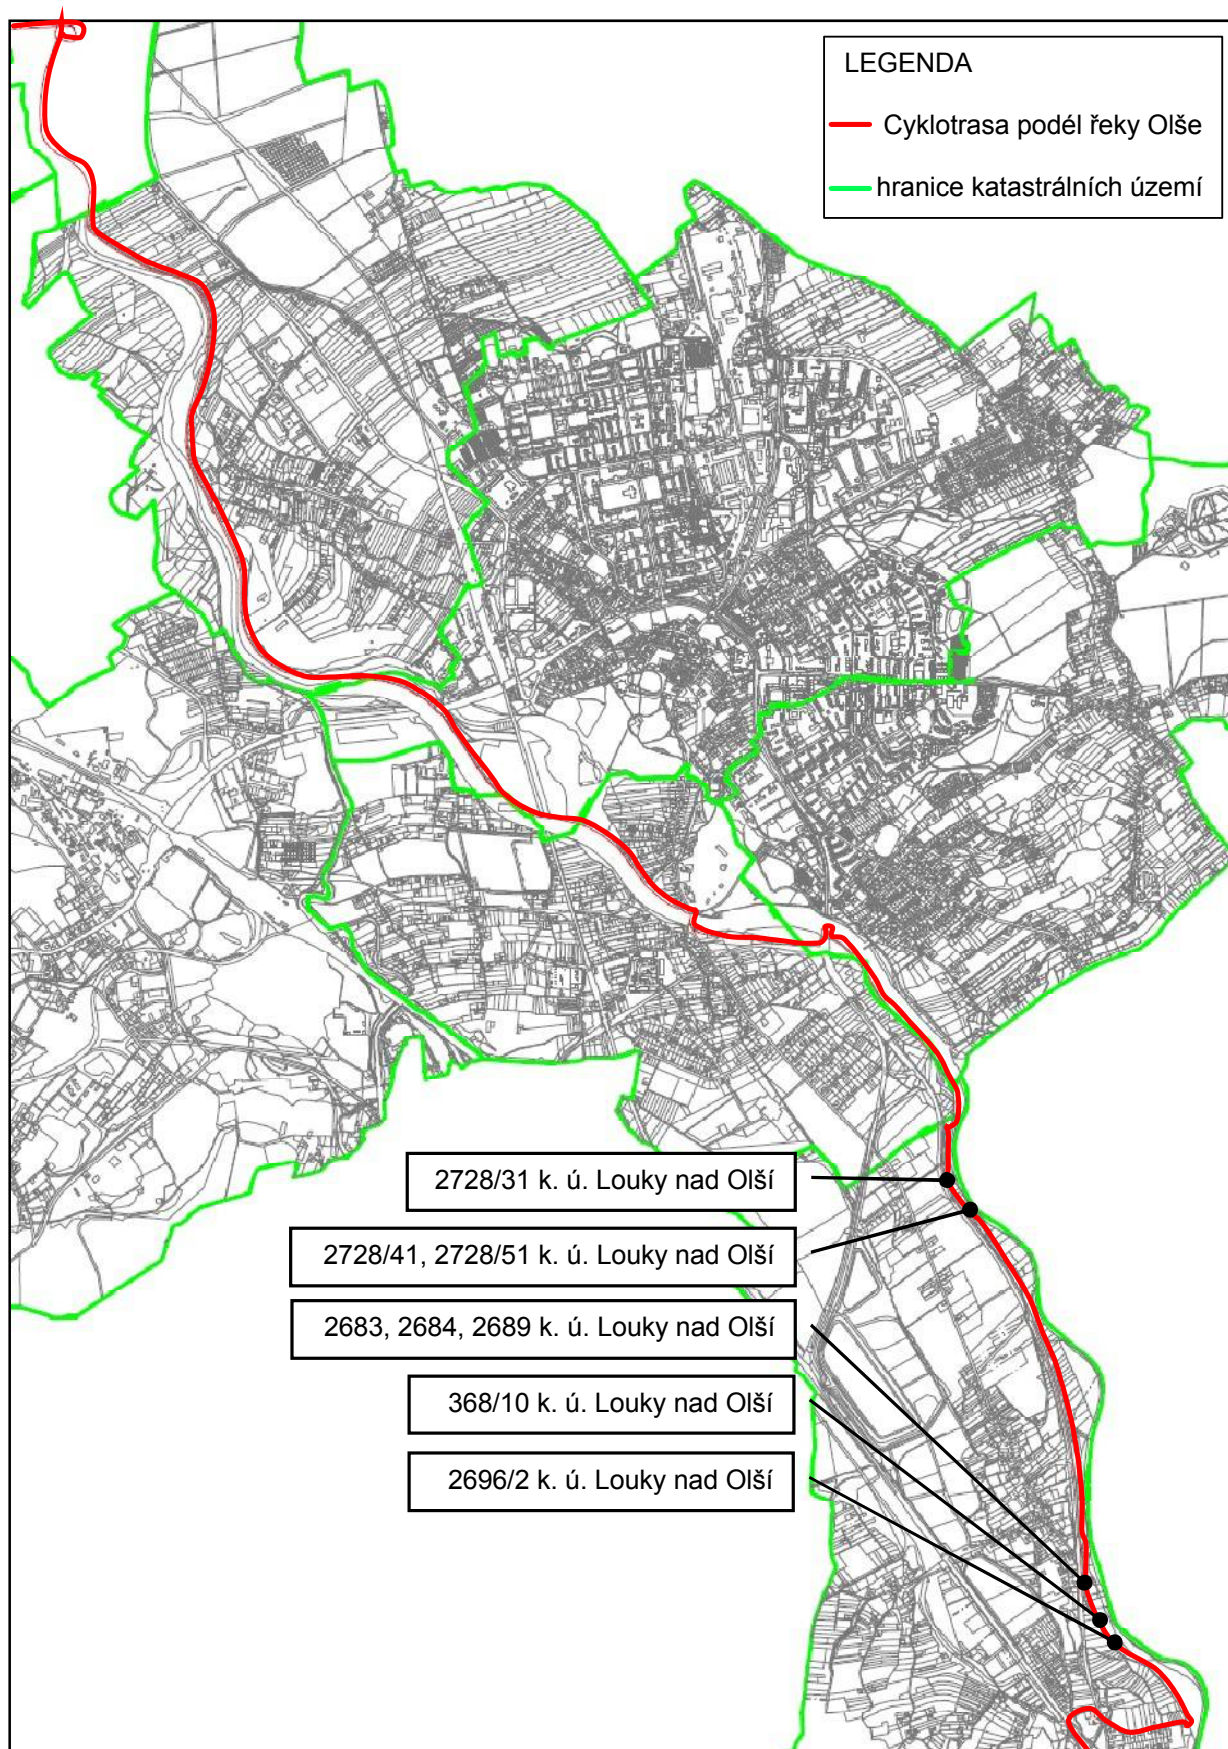 LEGENDA
Cyklotrasa podél řeky Olše
hranice katastrálních území
2728/31 k. ú. Louky nad Olší
2728/41, 2728/51 k. ú. Louky nad Olší
2683, 2684, 2689 k. ú. Louky nad Olší
368/10 k. ú. Louky nad Olší
2696/2 k. ú. Louky nad Olší